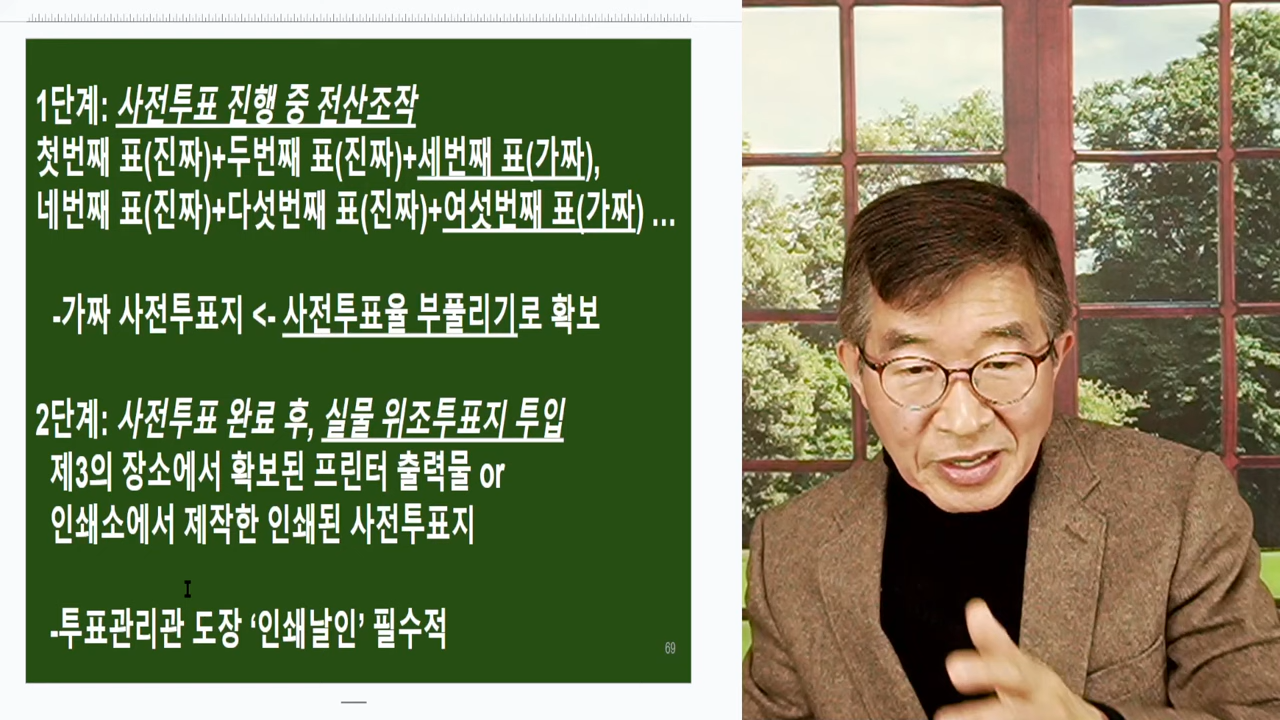 1단계: 사전투표 진행 중 전산조작
첫번째 표(진짜)+두번째 표(진짜)+세번째 표(가짜),
네번째 표(진짜)+다섯번째 표(진짜)+여섯번째 표(가짜) ...
-가짜 사전투표지 <- 사전투표율 부풀리기로 확보
2단계: 사전투표 완료 후, 실물 위조투표지 투입
제3의 장소에서 확보된 프린터 출력물 or
인쇄소에서 제작한 인쇄된 사전투표지
-투표관리관 도장 ‘인쇄날인’ 필수적
69